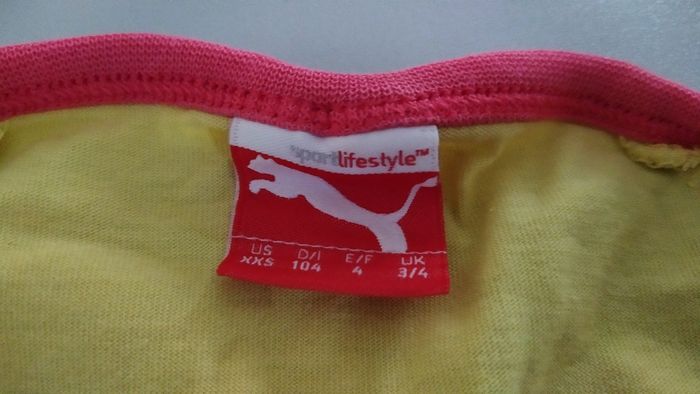 sportlifestyle™
US D/I E/F UK
XXS 104 4 3/4